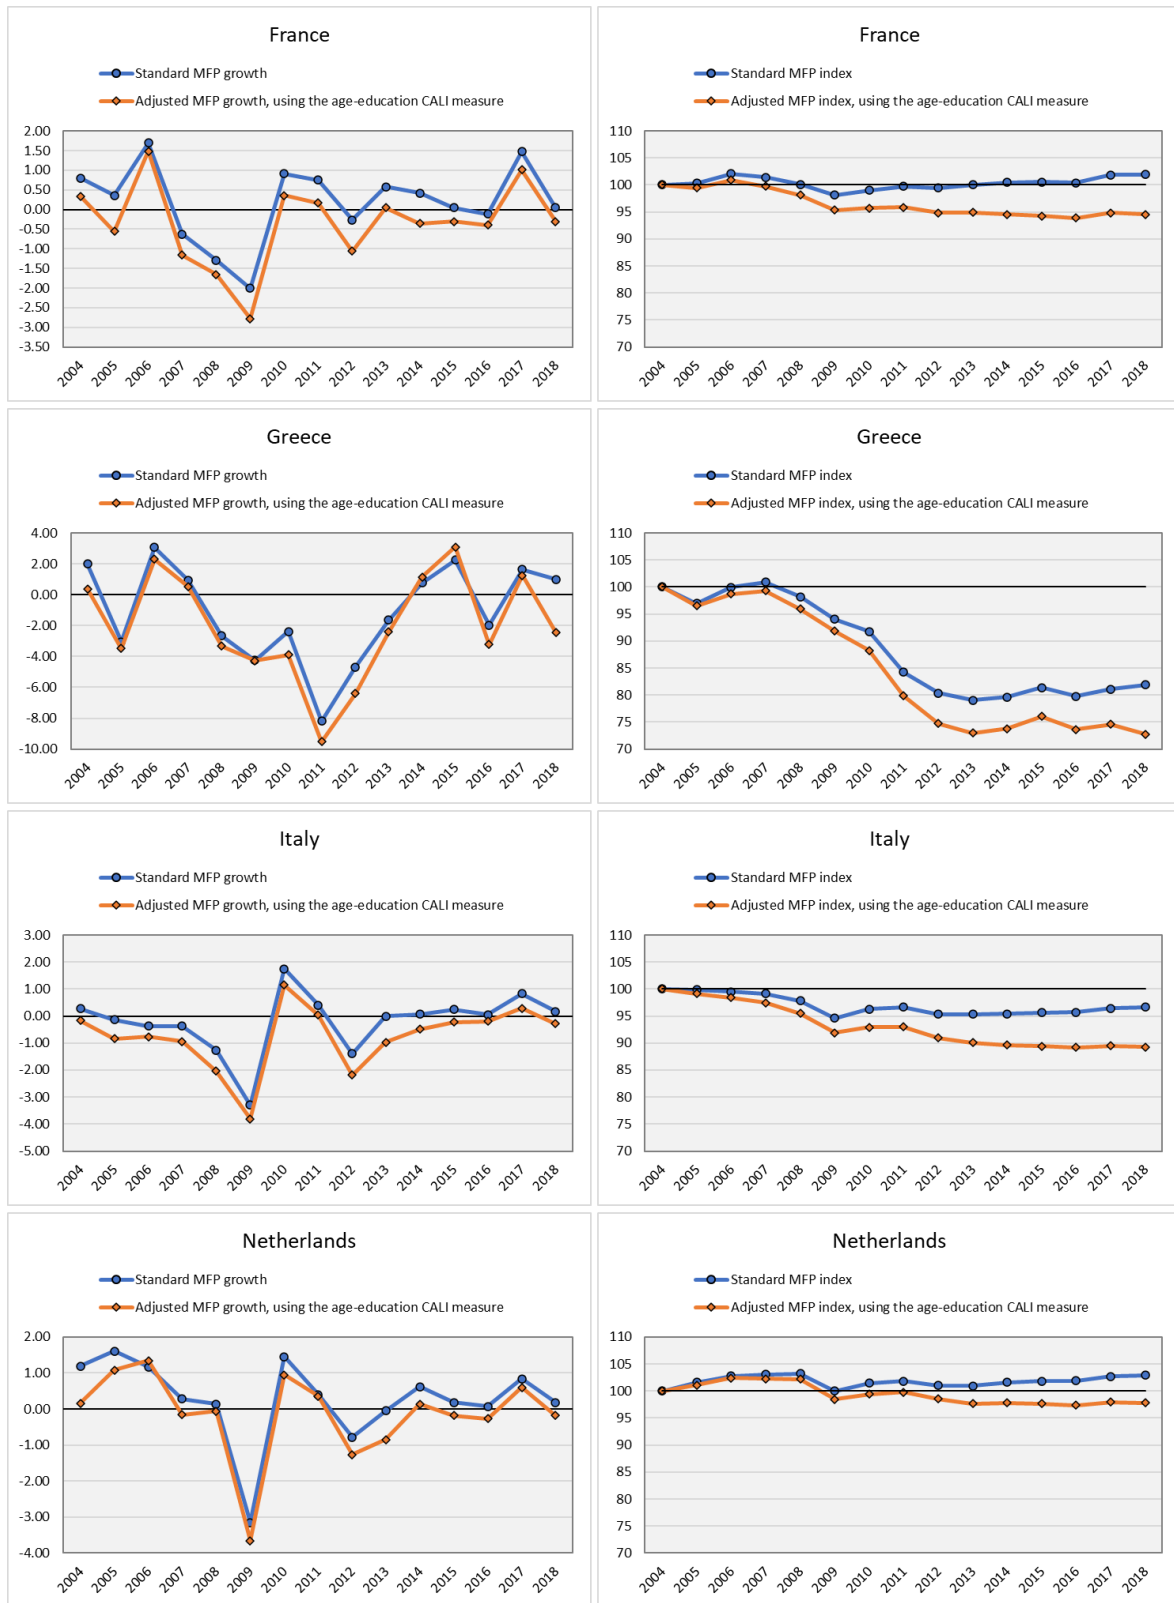 France
Standard MFP growth
Adjusted MFP growth, using the age-education CALI measure
2.00
1.50
1.00
0.50
0.00
-0.50
-1.00
-1.50
-2.00
-2.50
-3.00
-3.50
2004 2005 2006 2007 2008 2009 2010 2011 2012 2013 2014 2015 2016 2017 2018
France
Standard MFP index
Adjusted MFP index, using the age-education CALI measure
110
105
100
95
90
85
80
75
70
2004 2005 2006 2007 2008 2009 2010 2011 2012 2013 2014 2015 2016 2017 2018
Greece
Standard MFP growth
Adjusted MFP growth, using the age-education CALI measure
4.00
2.00
0.00
-2.00
-4.00
-6.00
-8.00
-10.00
2004 2005 2006 2007 2008 2009 2010 2011 2012 2013 2014 2015 2016 2017 2018
Greece
Standard MFP index
Adjusted MFP index, using the age-education CALI measure
110
105
100
95
90
85
80
75
70
2004 2005 2006 2007 2008 2009 2010 2011 2012 2013 2014 2015 2016 2017 2018
Italy
Standard MFP growth
Adjusted MFP growth, using the age-education CALI measure
3.00
2.00
1.00
0.00
-1.00
-2.00
-3.00
-4.00
-5.00
2004 2005 2006 2007 2008 2009 2010 2011 2012 2013 2014 2015 2016 2017 2018
Italy
Standard MFP index
Adjusted MFP index, using the age-education CALI measure
110
105
100
95
90
85
80
75
70
2004 2005 2006 2007 2008 2009 2010 2011 2012 2013 2014 2015 2016 2017 2018
Netherlands
Standard MFP growth
Adjusted MFP growth, using the age-education CALI measure
2.00
1.00
0.00
-1.00
-2.00
-3.00
-4.00
2004 2005 2006 2007 2008 2009 2010 2011 2012 2013 2014 2015 2016 2017 2018
Netherlands
Standard MFP index
Adjusted MFP index, using the age-education CALI measure
110
105
100
95
90
85
80
75
70
2004 2005 2006 2007 2008 2009 2010 2011 2012 2013 2014 2015 2016 2017 2018